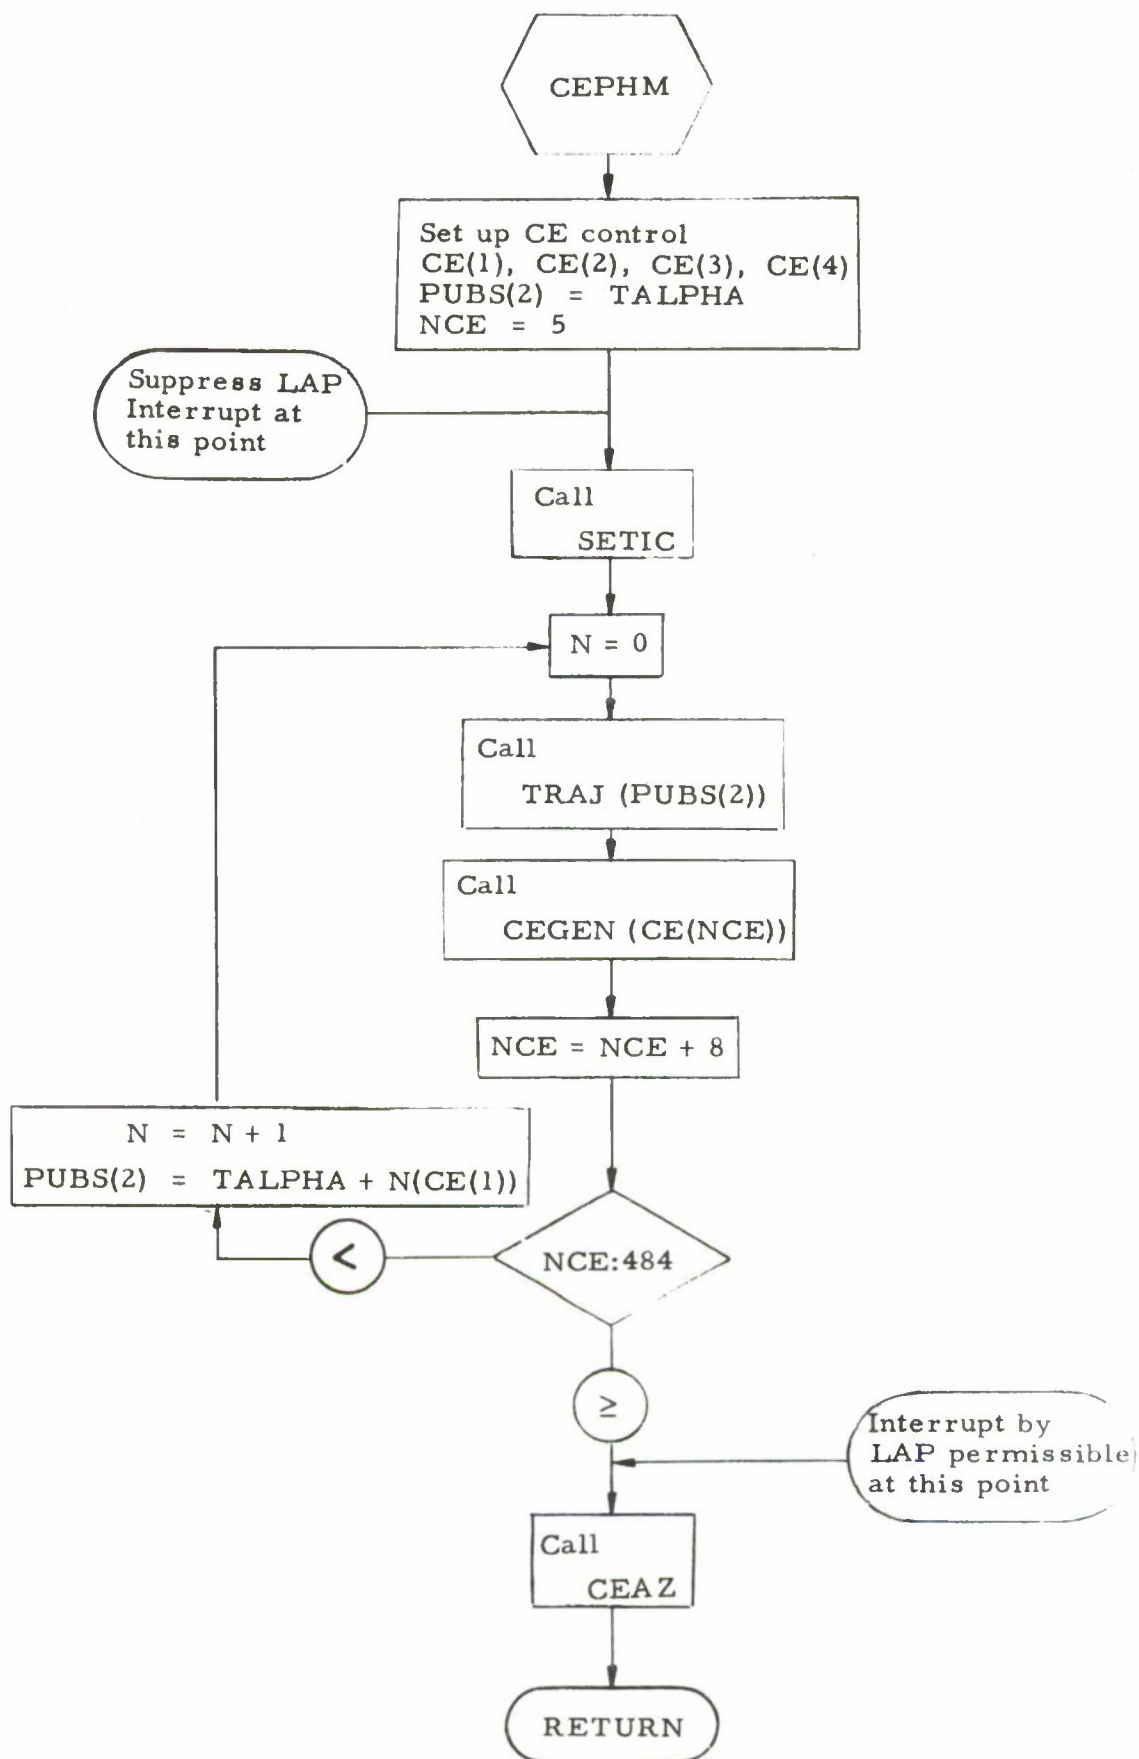 CEPHM
Set up CE control
CE(1), CE(2), CE(3), CE(4)
PUBS(2) = TALPHA
NCE = 5
Suppress LAP
Interrupt at
this point
Call
SETIC
N = 0
Call
TRAJ (PUBS(2))
Call
CEGEN (CE(NCE))
NCE = NCE + 8
N = N + 1
PUBS(2) = TALPHA + N(CE(1))
<
NCE:484
≥
Interrupt by
LAP permissible
at this point
Call
CEAZ
RETURN